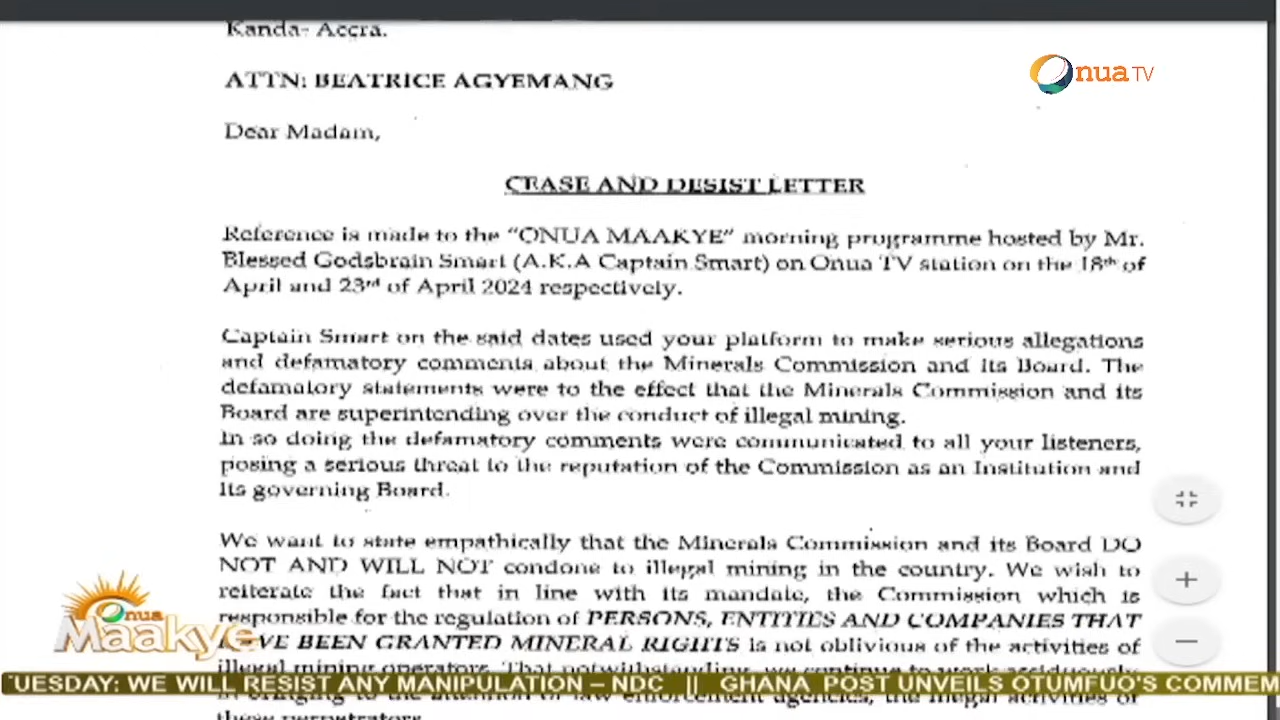 Kanda- Accra.
ATTN: BEATRICE AGYEMANG
Onua TV
Dear Madam,
CEASE AND DESIST LETTER
Reference is made to the “ONUA MAAKYE” morning programme hosted by Mr.
Blessed Godsbrain Smart (A.K.A Captain Smart) on Onua TV station on the 18th of
April and 23rd of April 2024 respectively.
Captain Smart on the said dates used your platform to make serious allegations
and defamatory comments about the Minerals Commission and its Board. The
defamatory statements were to the effect that the Minerals Commission and its
Board are superintending over the conduct of illegal mining.
In so doing the defamatory comments were communicated to all your listeners,
posing a serious threat to the reputation of the Commission as an Institution and
its governing Board.
We want to state empathically that the Minerals Commission and its Board DO
NOT AND WILL NOT condone to illegal mining in the country. We wish to
reiterate the fact that in line with its mandate, the Commission which is
responsible for the regulation of PERSONS, ENTITIES AND COMPANIES THAT
HAVE BEEN GRANTED MINERAL RIGHTS is not oblivious of the activities of
illegal mining operators. That notwithstanding, we continue to work assiduously
in bringing to the attention of law enforcement agencies, the illegal activities of
these perpetrators.
Onua
Maakye
UESDAY: WE WILL RESIST ANY MANIPULATION – NDC || GHANA POST UNVEILS OTUMFUO'S COMMEM